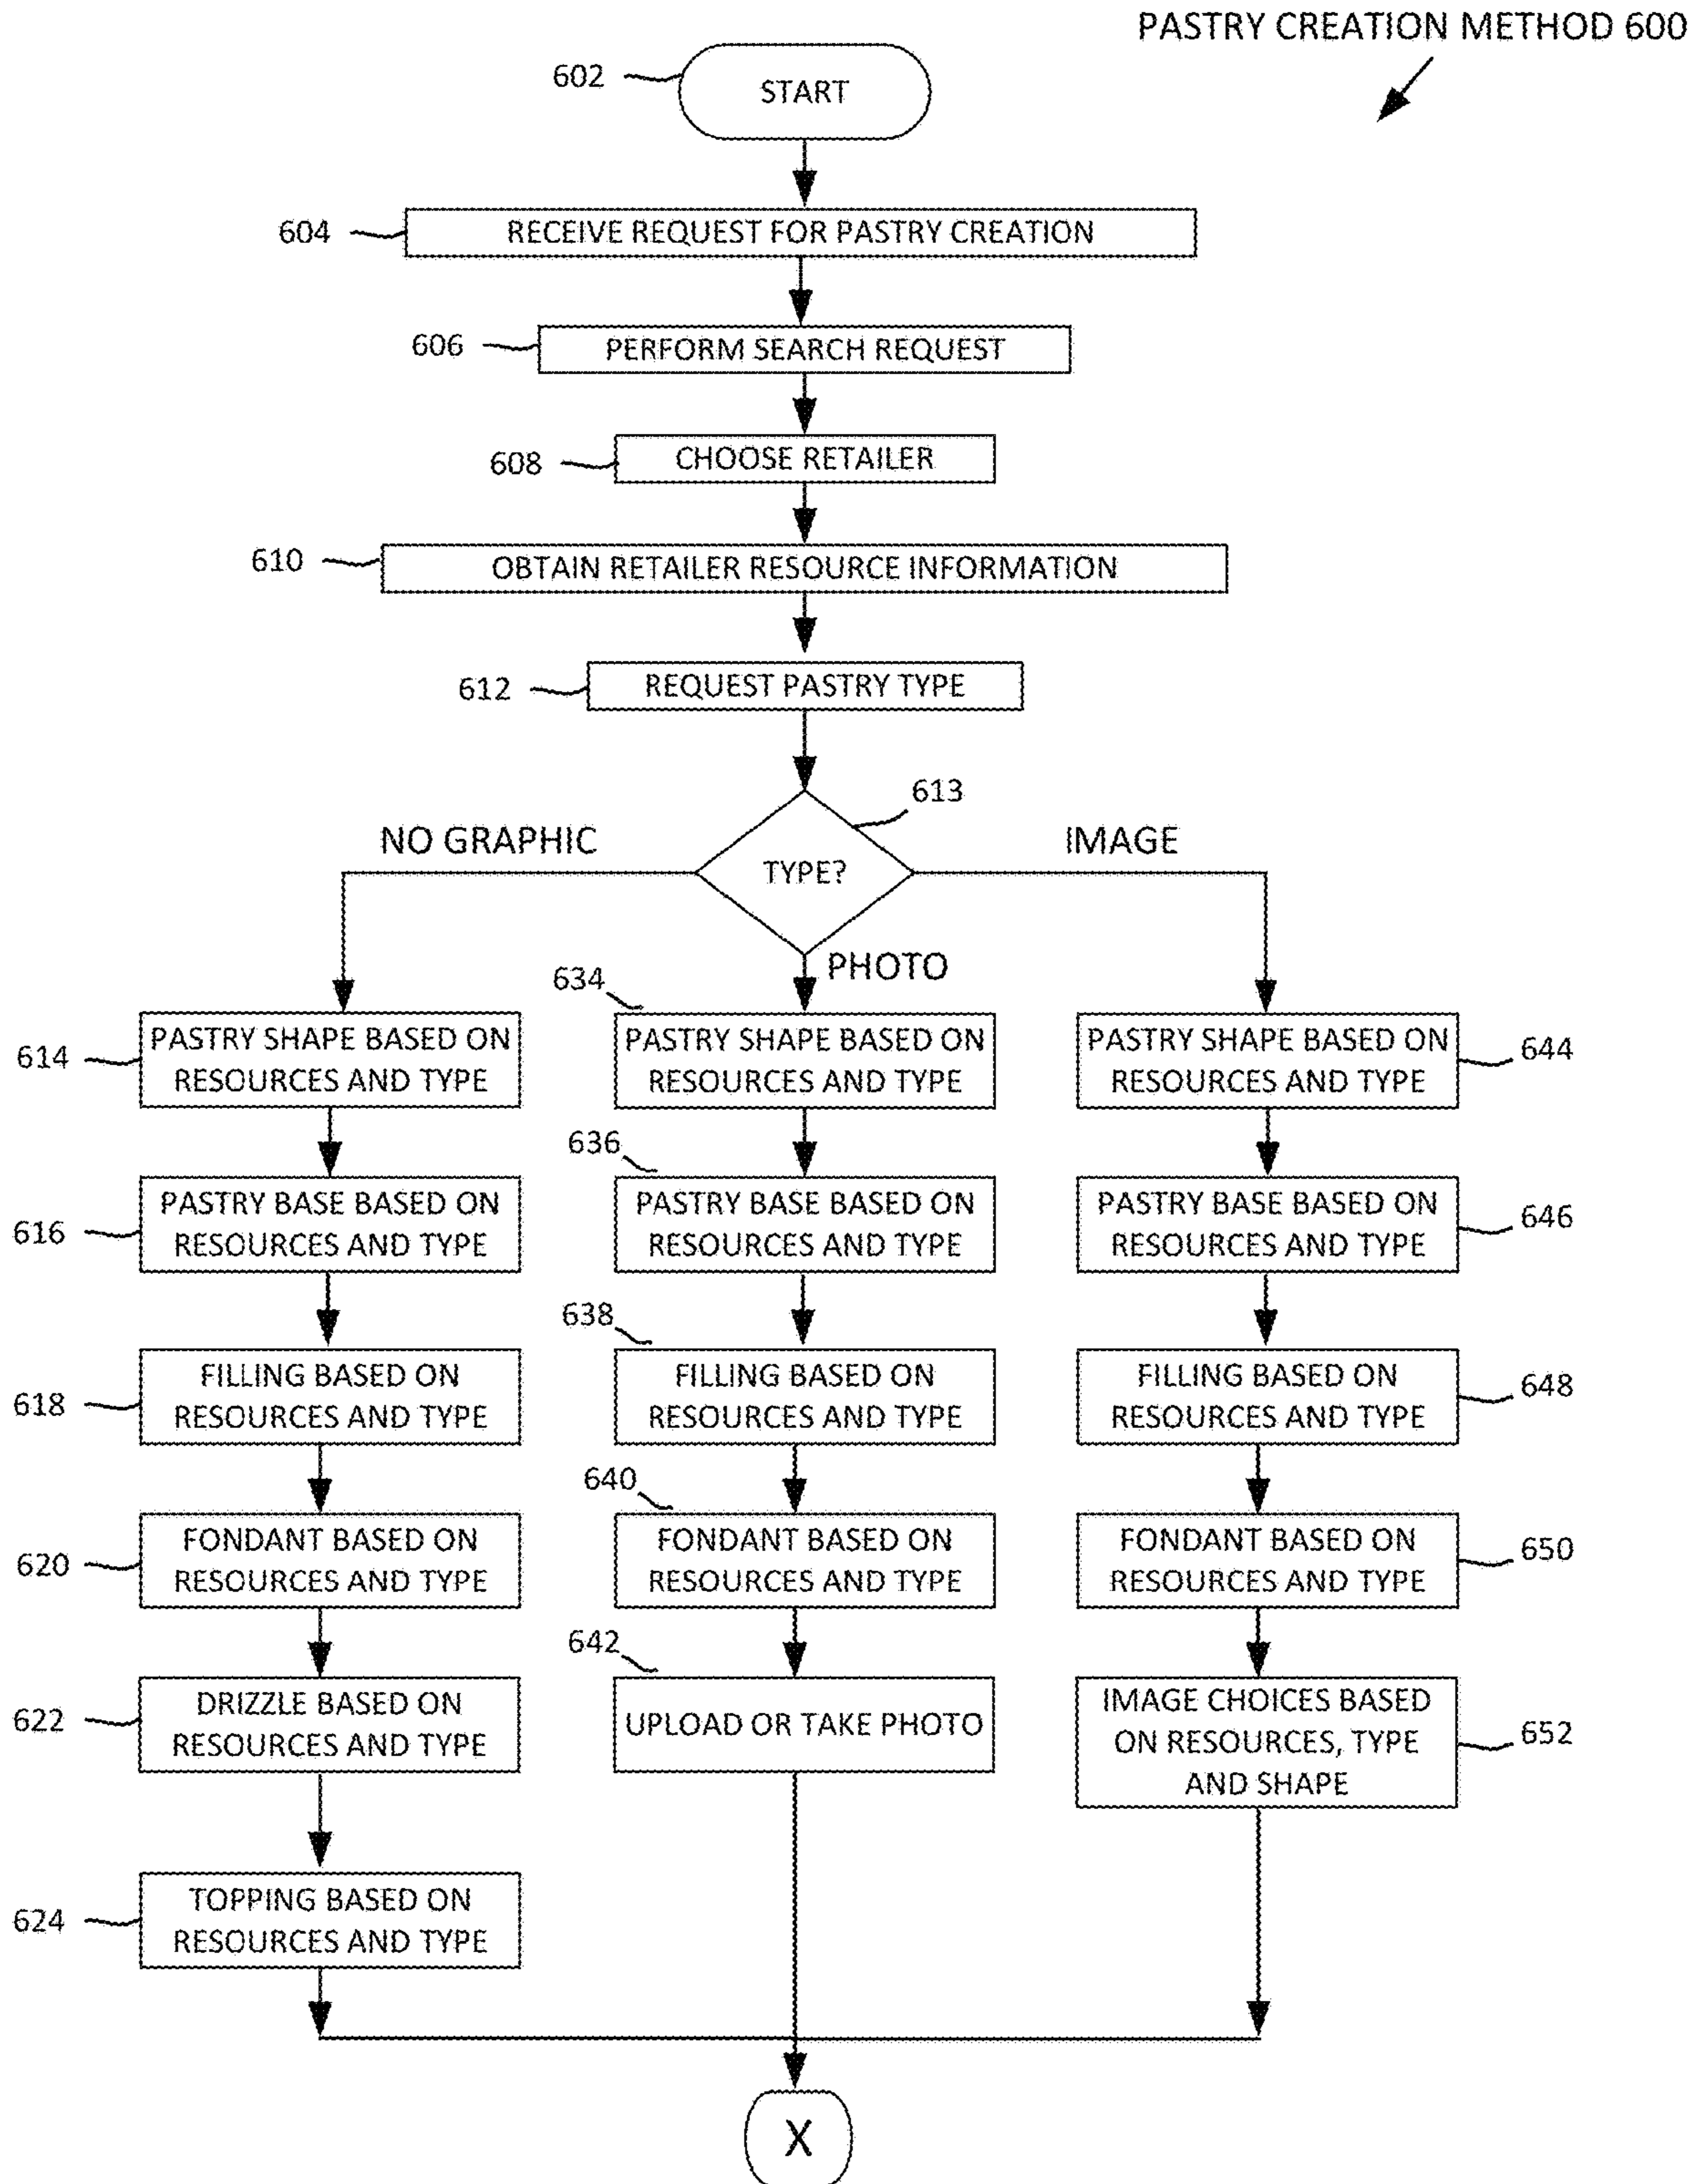 PASTRY CREATION METHOD 600
602
START
604
RECEIVE REQUEST FOR PASTRY CREATION
606
PERFORM SEARCH REQUEST
608
CHOOSE RETAILER
610
OBTAIN RETAILER RESOURCE INFORMATION
612
REQUEST PASTRY TYPE
613
TYPE?
NO GRAPHIC
614
PASTRY SHAPE BASED ON
RESOURCES AND TYPE
616
PASTRY BASE BASED ON
RESOURCES AND TYPE
618
FILLING BASED ON
RESOURCES AND TYPE
620
FONDANT BASED ON
RESOURCES AND TYPE
622
DRIZZLE BASED ON
RESOURCES AND TYPE
624
TOPPING BASED ON
RESOURCES AND TYPE
PHOTO
634
PASTRY SHAPE BASED ON
RESOURCES AND TYPE
636
PASTRY BASE BASED ON
RESOURCES AND TYPE
638
FILLING BASED ON
RESOURCES AND TYPE
640
FONDANT BASED ON
RESOURCES AND TYPE
642
UPLOAD OR TAKE PHOTO
IMAGE
644
PASTRY SHAPE BASED ON
RESOURCES AND TYPE
646
PASTRY BASE BASED ON
RESOURCES AND TYPE
648
FILLING BASED ON
RESOURCES AND TYPE
650
FONDANT BASED ON
RESOURCES AND TYPE
652
IMAGE CHOICES BASED
ON RESOURCES, TYPE
AND SHAPE
X